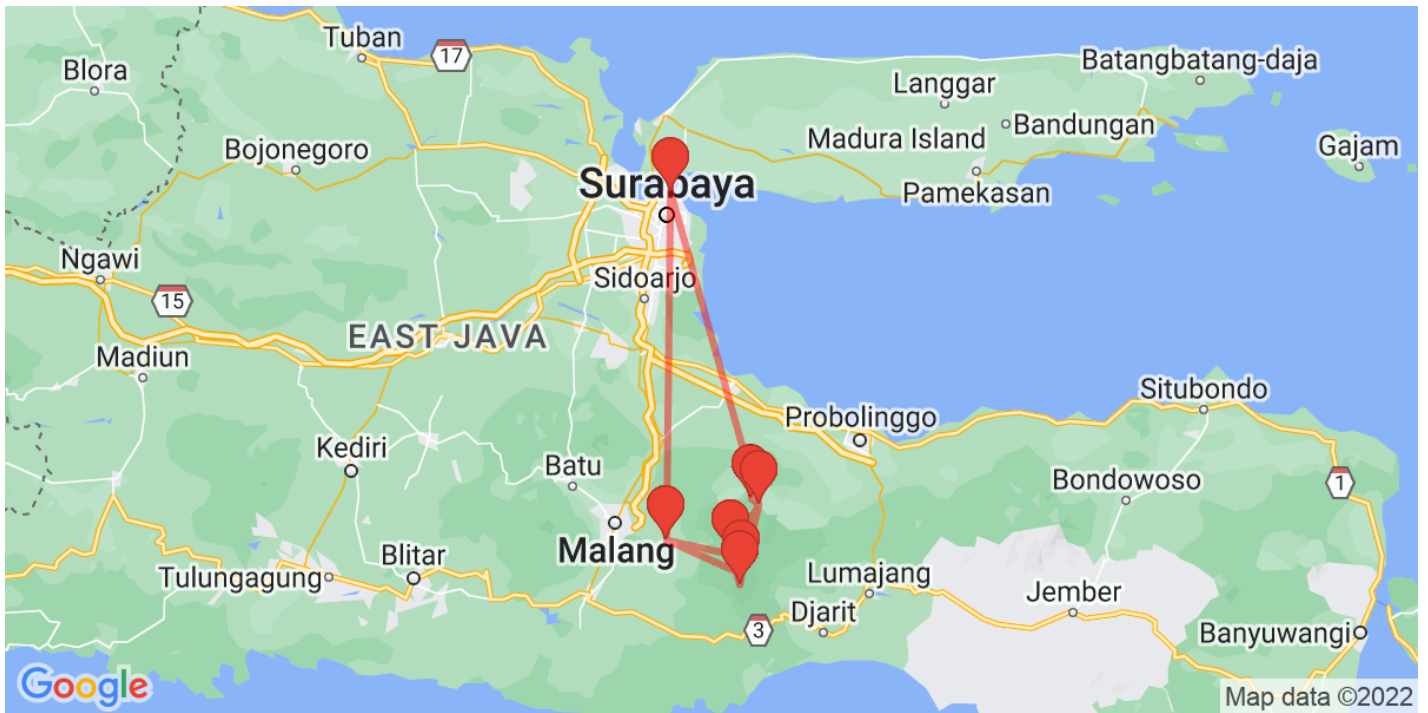 Tuban
17
Blora
Batangbatang-daja
Langgar
Madura Island
Bandungan
Bojonegoro
Gajam
Surabaya
Pamekasan
Ngawi
Sidoarjo
15
EAST JAVA
Madiun
Situbondo
Probolinggo
Kediri
Batu
Bondowoso
1
Malang
Blitar
Tulungagung
Lumajang
Jember
Djarit
3
Banyuwangi
Google
Map data ©2022